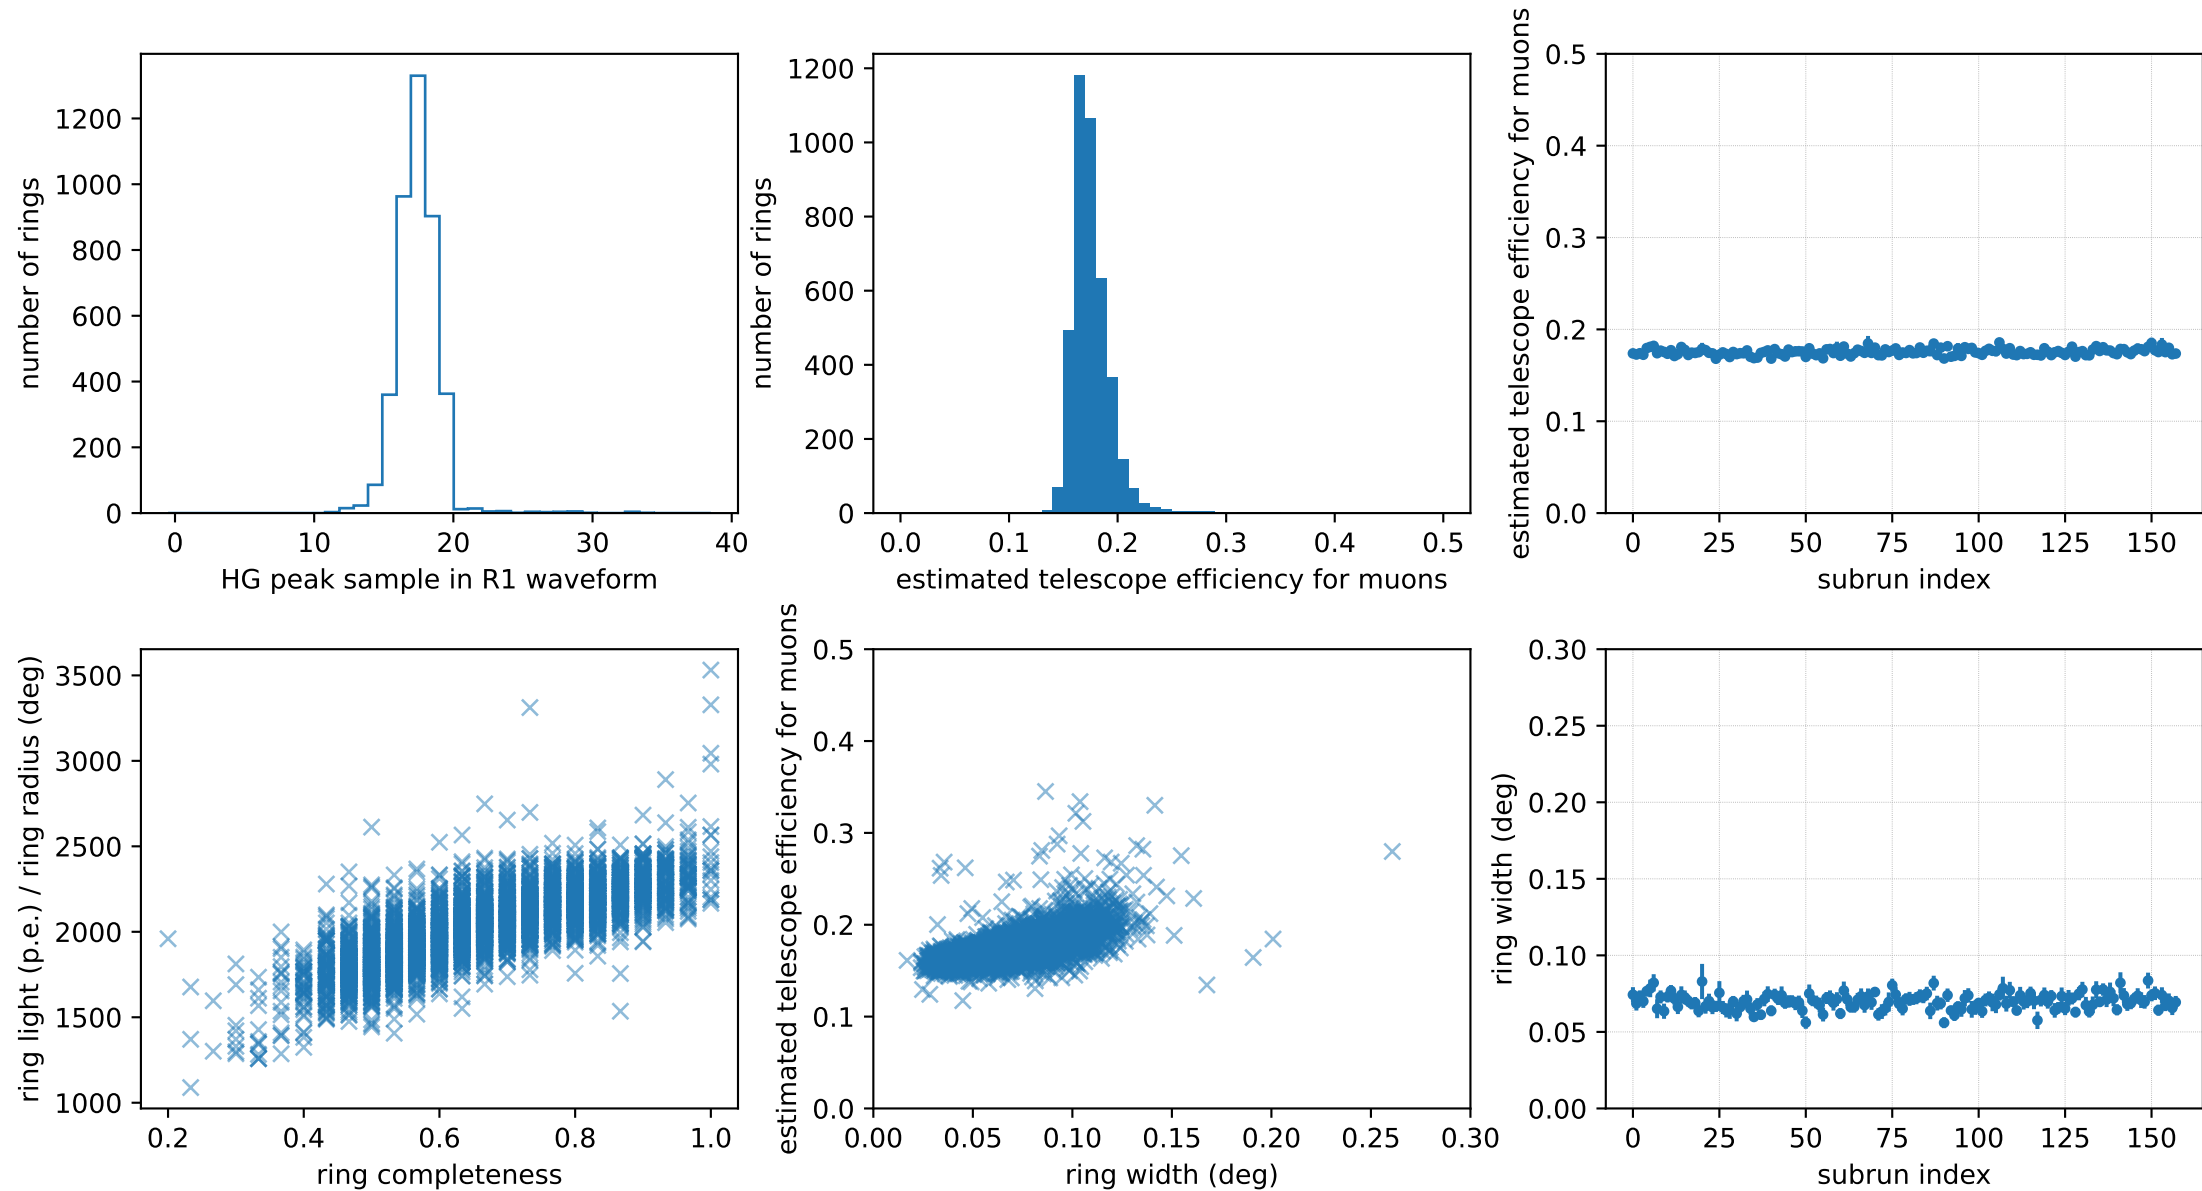 number of rings
1200
1000
800
600
400
200
0
0 10 20 30 40
HG peak sample in R1 waveform
number of rings
1200
1000
800
600
400
200
0
0.0 0.1 0.2 0.3 0.4 0.5
estimated telescope efficiency for muons
estimated telescope efficiency for muons
0.5
0.4
0.3
0.2
0.1
0.0
0 25 50 75 100 125 150
subrun index
ring light (p.e.) / ring radius (deg)
3500
3000
2500
2000
1500
1000
0.2 0.4 0.6 0.8 1.0
ring completeness
estimated telescope efficiency for muons
0.5
0.4
0.3
0.2
0.1
0.0
0.00 0.05 0.10 0.15 0.20 0.25 0.30
ring width (deg)
ring width (deg)
0.30
0.25
0.20
0.15
0.10
0.05
0.00
0 25 50 75 100 125 150
subrun index